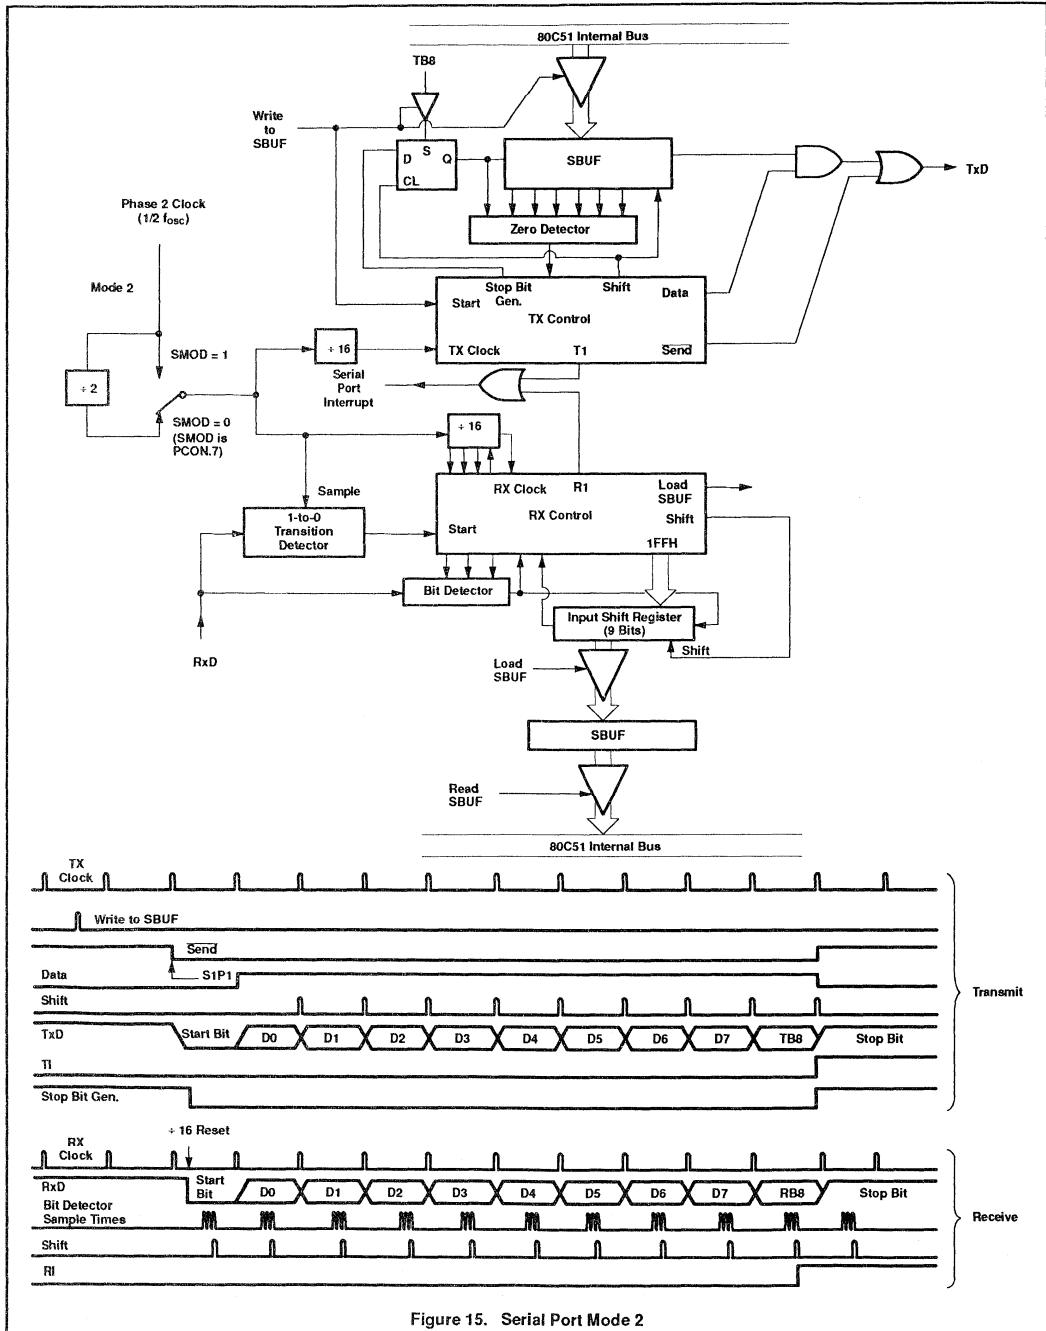 80C51 Internal Bus
TB8
Write
to
SBUF
S
D
Q
CL
SBUF
TxD
Phase 2 Clock
(1/2 fosc)
Zero Detector
Mode 2
Stop Bit
Gen.
Shift
Data
Start
TX Control
SMOD = 1
÷ 16
TX Clock
T1
Send
÷ 2
Serial
Port
Interrupt
SMOD = 0
(SMOD is
PCON.7)
÷ 16
Sample
RX Clock
R1
Load
SBUF
RX Control
Shift
1-to-0
Transition
Detector
Start
1FFH
Bit Detector
Input Shift Register
(9 Bits)
RxD
Shift
Load
SBUF
SBUF
Read
SBUF
80C51 Internal Bus
TX
Clock
Write to SBUF
Send
Data
S1P1
Transmit
Shift
TxD
Start Bit
D0
D1
D2
D3
D4
D5
D6
D7
TB8
Stop Bit
TI
Stop Bit Gen.
÷ 16 Reset
RX
Clock
RxD
Start
Bit
D0
D1
D2
D3
D4
D5
D6
D7
RB8
Stop Bit
Bit Detector
Sample Times
Receive
Shift
RI
Figure 15. Serial Port Mode 2